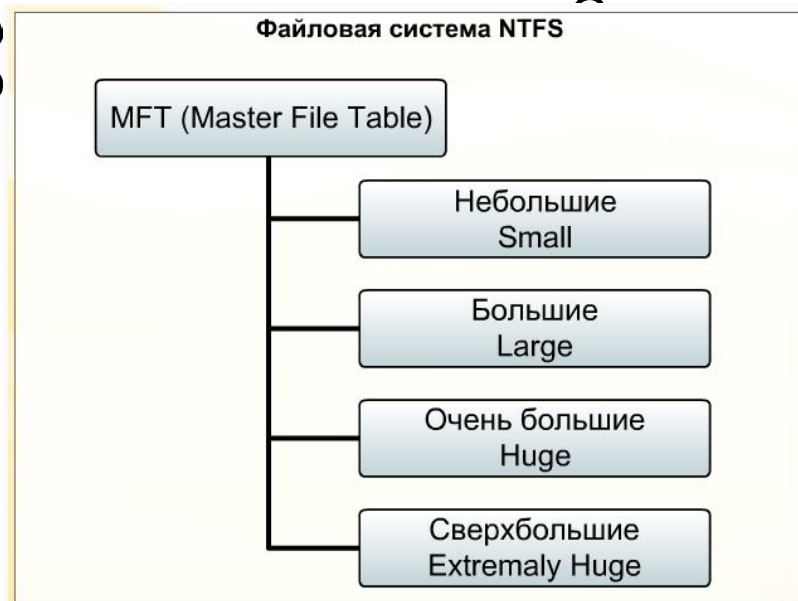 Файловая система NTFS
MFT (Master File Table)
Небольшие
Small
Большие
Large
Очень большие
Huge
Сверхбольшие
Extremaly Huge